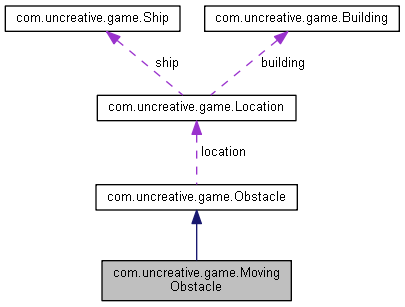 com.uncreative.game.Ship
com.uncreative.game.Building
ship
building
com.uncreative.game.Location
location
com.uncreative.game.Obstacle
com.uncreative.game.Moving
Obstacle